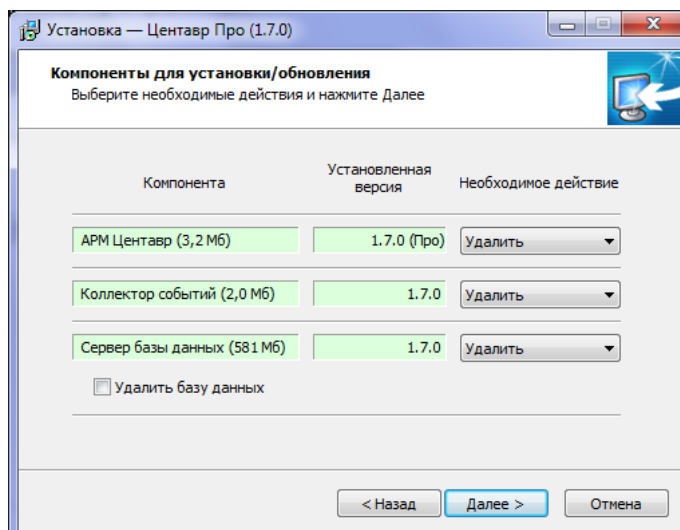 Установка — Центавр Про (1.7.0)
Компоненты для установки/обновления
Выберите необходимые действия и нажмите Далее
Компонента
Установленная
версия
Необходимое действие
АРМ Центавр (3,2 Мб)
1.7.0 (Про)
Удалить
Коллектор событий (2,0 Мб)
1.7.0
Удалить
Сервер базы данных (581 Мб)
1.7.0
Удалить
Удалить базу данных
< Назад
Далее >
Отмена